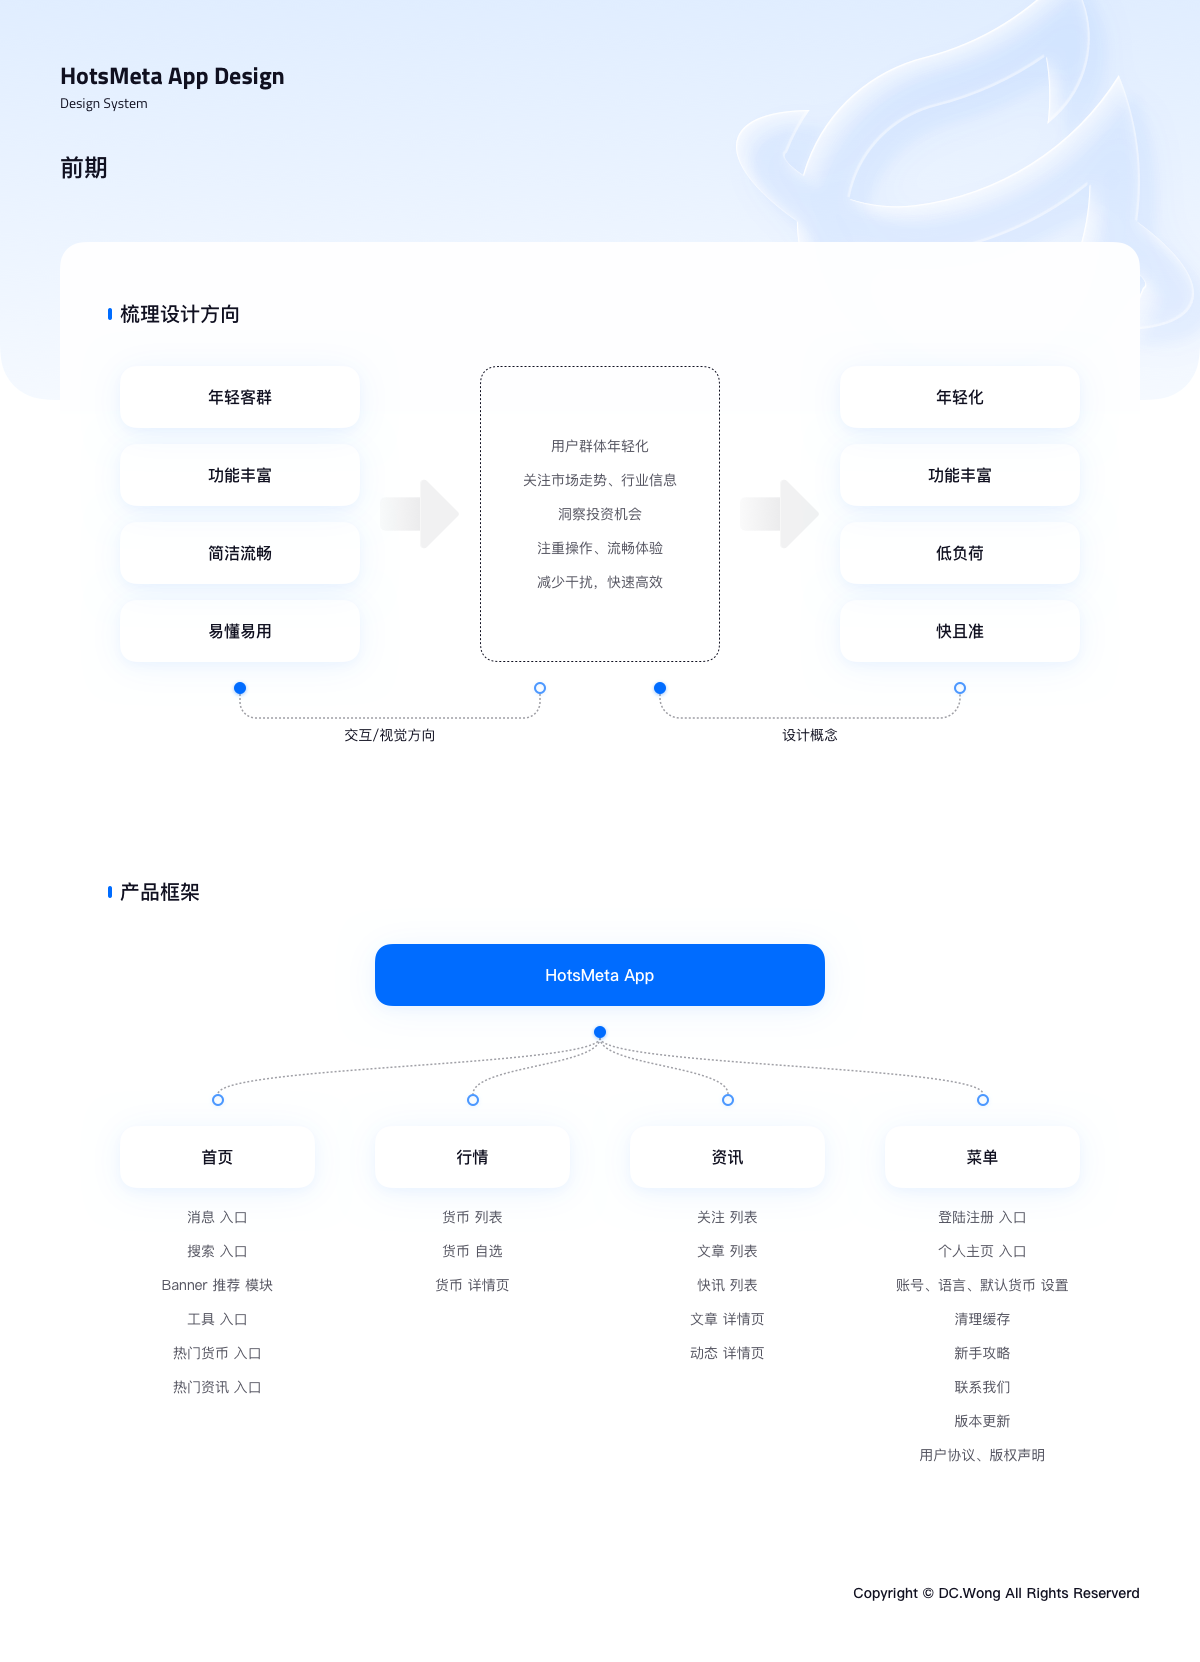 HotsMeta App Design
Design System
前期
梳理设计方向
年轻客群
功能丰富
简洁流畅
易懂易用
用户群体年轻化
关注市场走势、行业信息
洞察投资机会
注重操作、流畅体验
减少干扰，快速高效
年轻化
功能丰富
低负荷
快且准
交互/视觉方向
设计概念
产品框架
HotsMeta App
首页
消息 入口
搜索 入口
Banner 推荐 模块
工具 入口
热门货币 入口
热门资讯 入口
行情
货币 列表
货币 自选
货币 详情页
资讯
关注 列表
文章 列表
快讯 列表
文章 详情页
动态 详情页
菜单
登陆注册 入口
个人主页 入口
账号、语言、默认货币 设置
清理缓存
新手攻略
联系我们
版本更新
用户协议、版权声明
Copyright © DC.Wong All Rights Reserverd